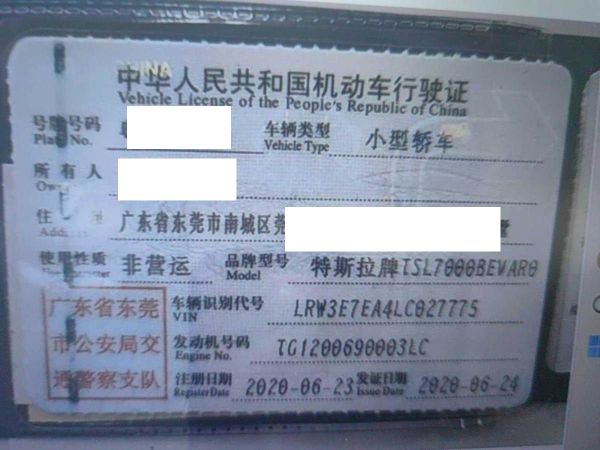 中华人民共和国机动车行驶证
Vehicle License of the People's Republic of China
号牌号码 车辆类型 小型轿车
Plate No. Vehicle Type
所有人
Owner
住 广东省东莞市南城区莞
使用性质 非营运 品牌型号 特斯拉牌TSL7000BEVAR0
Model
广东省东莞 车辆识别代号 LRW3E7EA4LC027775
VIN
市公安局交 发动机号码 TG1200690003LC
Engine No.
通警察支队 注册日期 2020-06-23 发证日期 2020-06-24
Register Date Issue Date